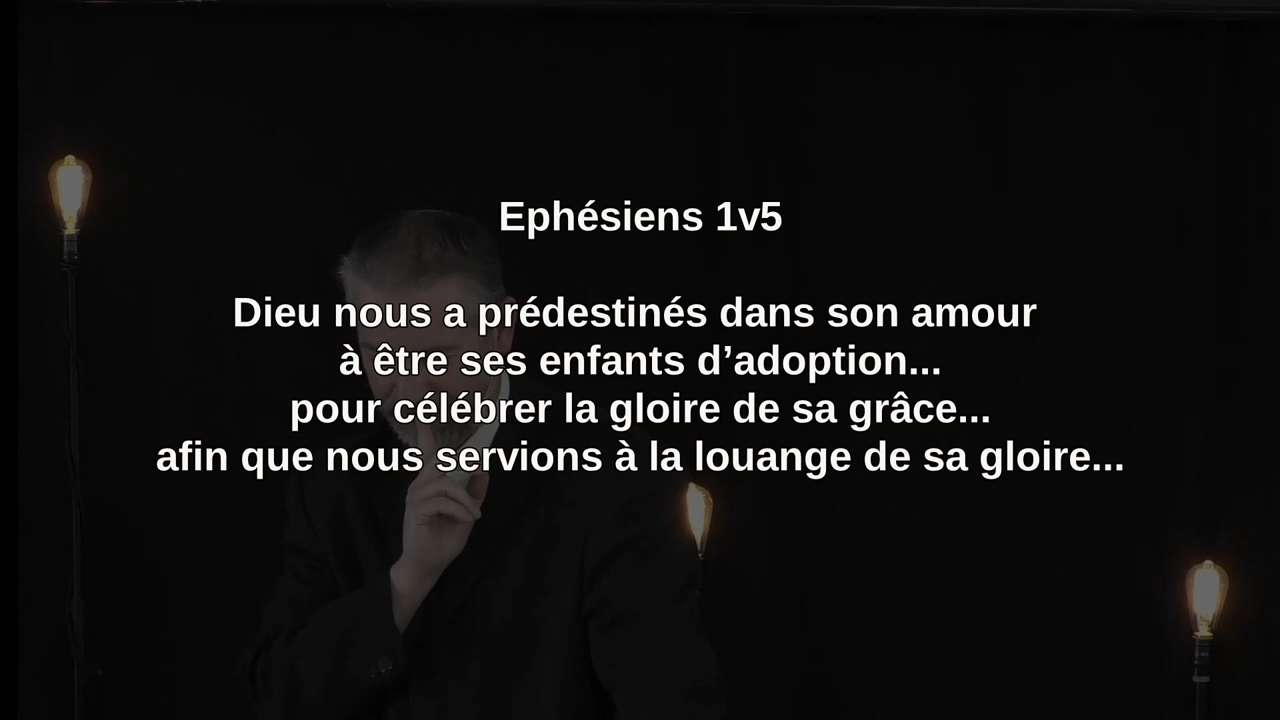 Ephésiens 1v5
Dieu nous a prédestinés dans son amour
à être ses enfants d’adoption...
pour célébrer la gloire de sa grâce...
afin que nous servions à la louange de sa gloire...